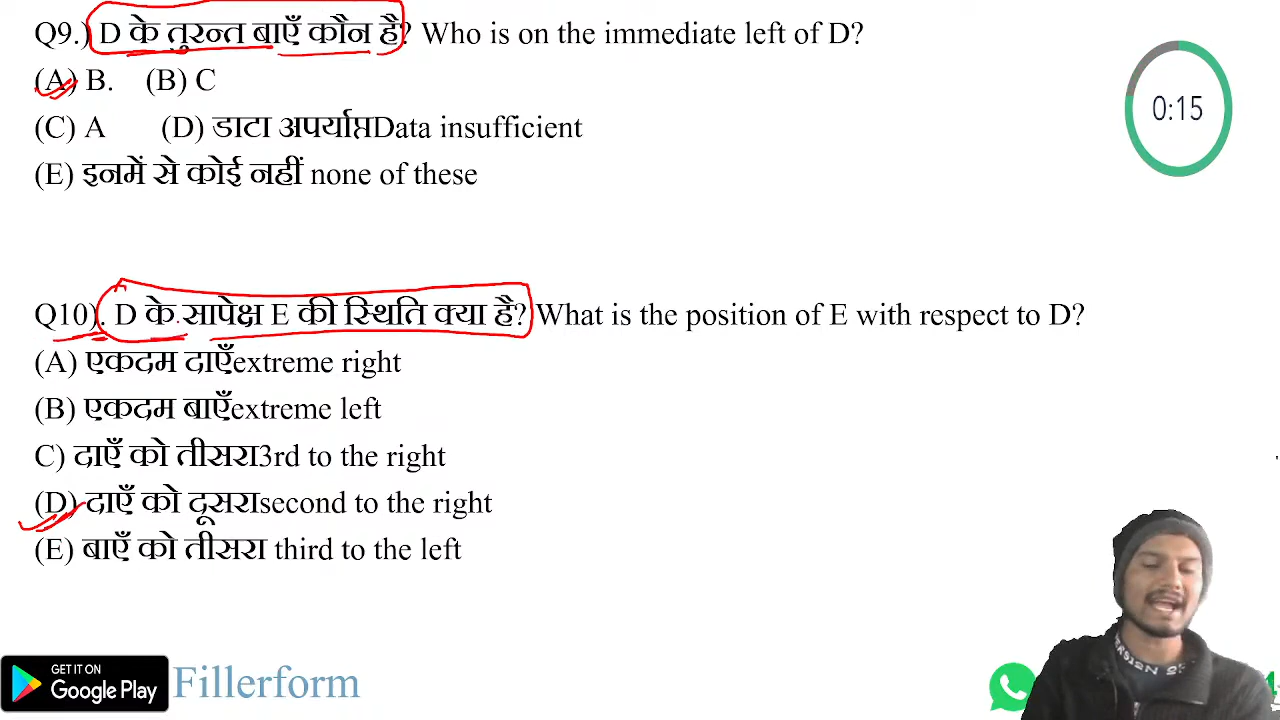 Q9.) D के तुरन्त बाएँ कौन है? Who is on the immediate left of D?
(A) B. (B) C
(C) A (D) डाटा अपर्याप्तData insufficient
(E) इनमें से कोई नहीं none of these
0:15
Q10). D के सापेक्ष E की स्थिति क्या है? What is the position of E with respect to D?
(A) एकदम दाएँextreme right
(B) एकदम बाएँextreme left
C) दाएँ को तीसरा3rd to the right
(D) दाएँ को दूसराsecond to the right
(E) बाएँ को तीसरा third to the left
GET IT ON
Google Play
Fillerform